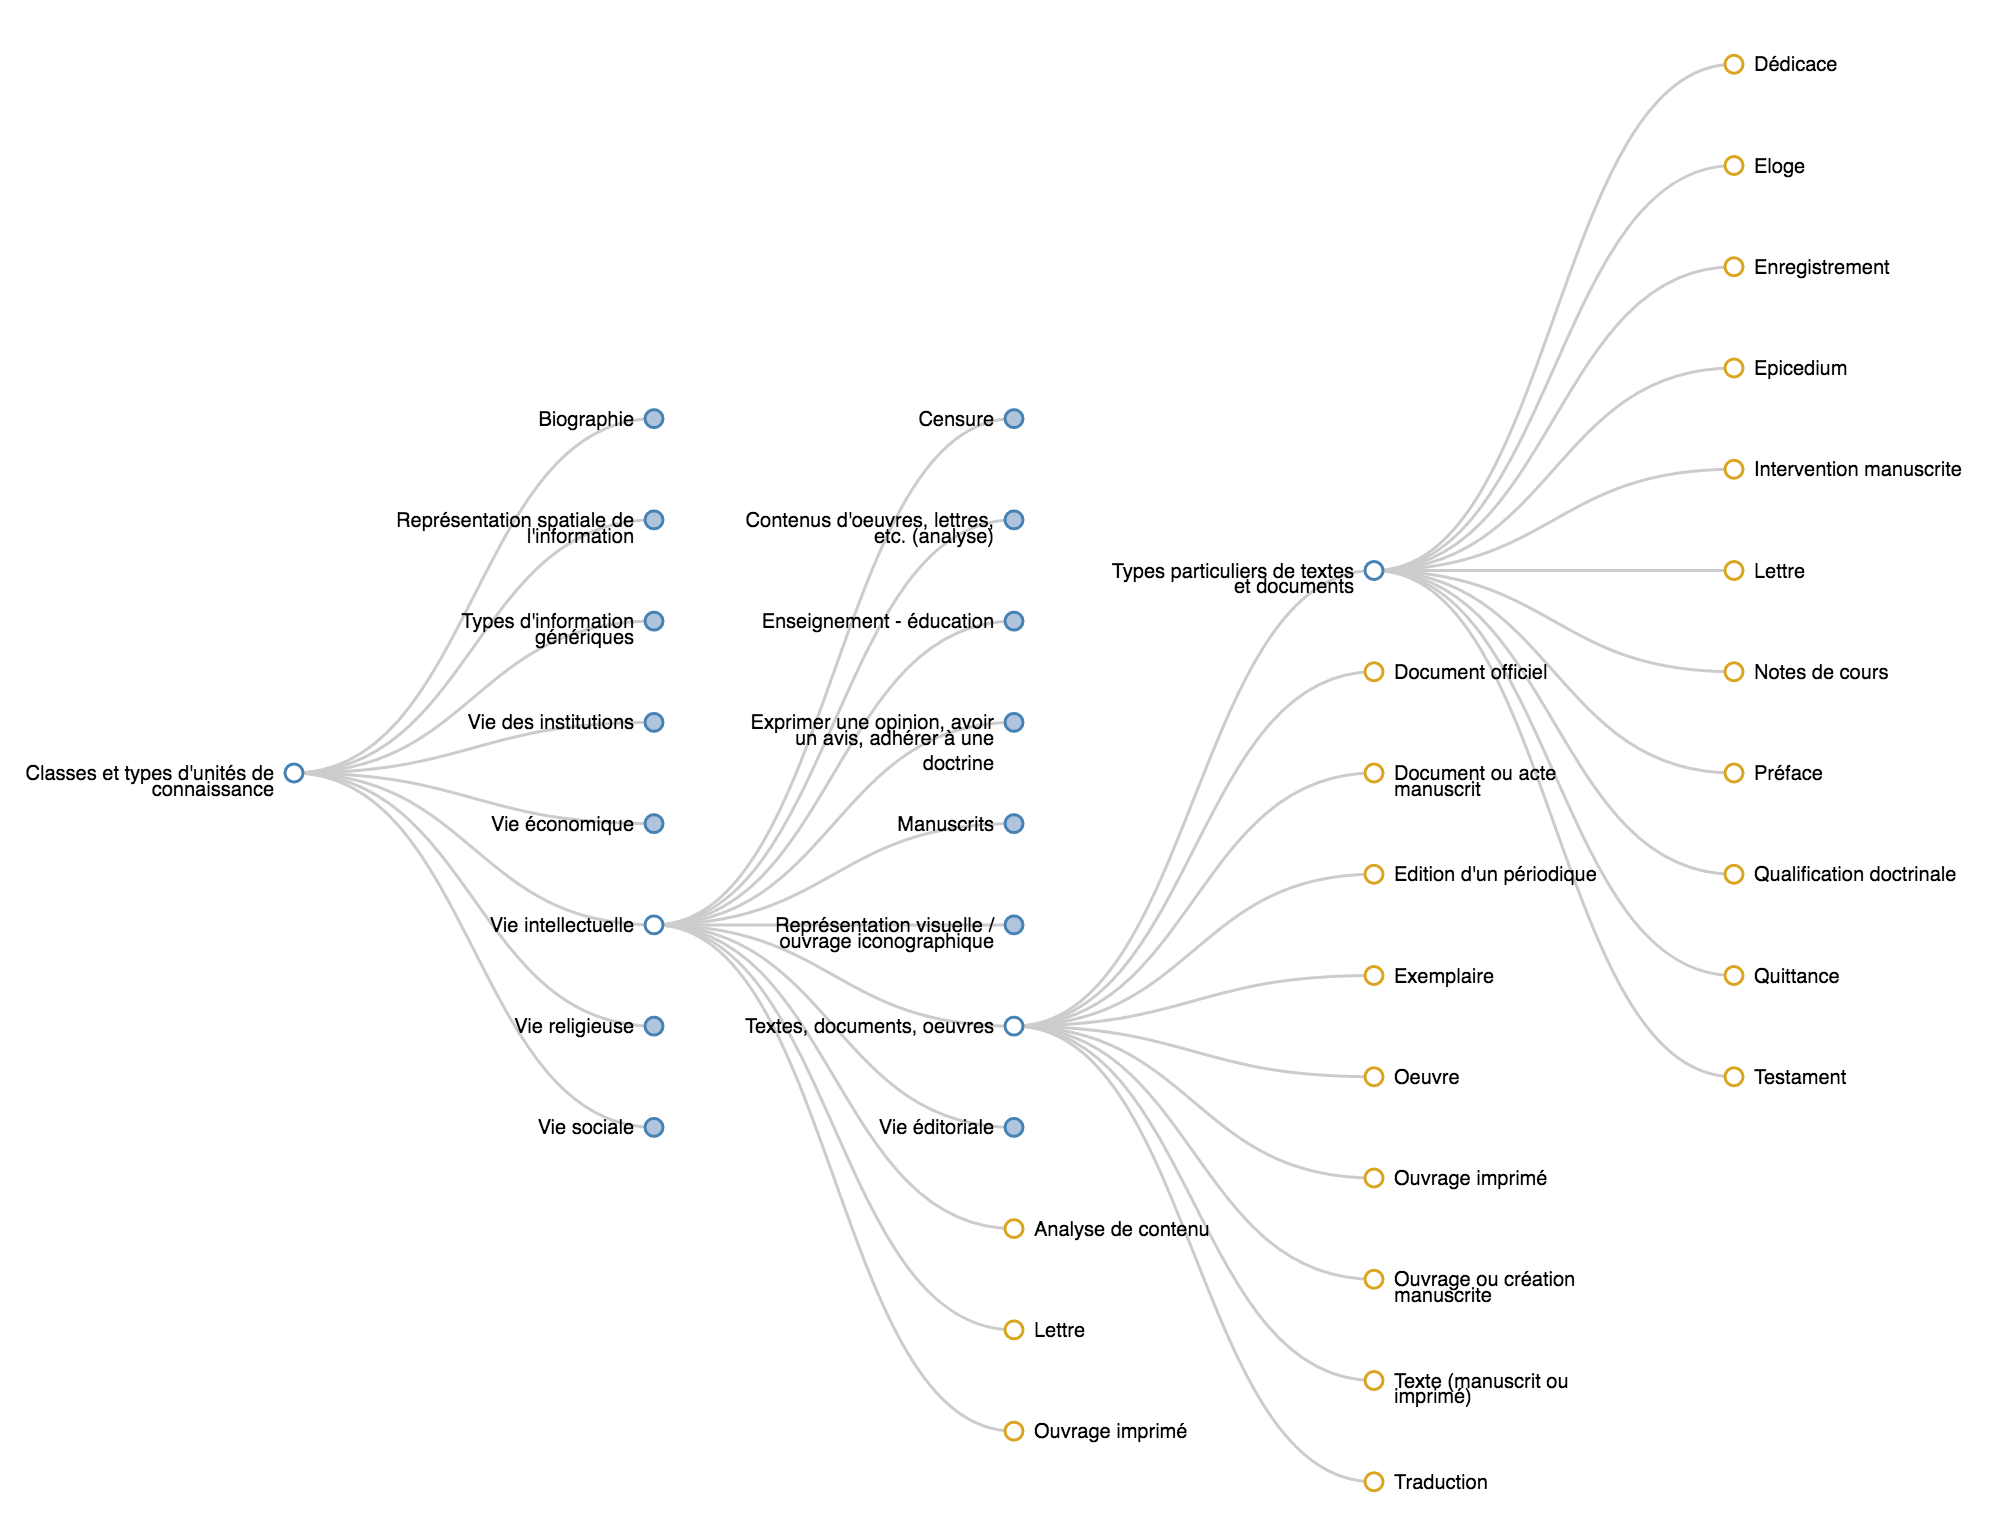 Classes et types d'unités de
connaissance
Biographie
Représentation spatiale de
l'information
Types d'information
génériques
Vie des institutions
Vie économique
Vie intellectuelle
Vie religieuse
Vie sociale
Censure
Contenus d'oeuvres, lettres,
etc. (analyse)
Enseignement - éducation
Exprimer une opinion, avoir
un avis, adhérer à une
doctrine
Manuscrits
Représentation visuelle /
ouvrage iconographique
Textes, documents, oeuvres
Vie éditoriale
Analyse de contenu
Lettre
Ouvrage imprimé
Types particuliers de textes
et documents
Document officiel
Document ou acte
manuscrit
Edition d'un périodique
Exemplaire
Oeuvre
Ouvrage imprimé
Ouvrage ou création
manuscrite
Texte (manuscrit ou
imprimé)
Traduction
Dédicace
Eloge
Enregistrement
Epicedium
Intervention manuscrite
Lettre
Notes de cours
Préface
Qualification doctrinale
Quittance
Testament